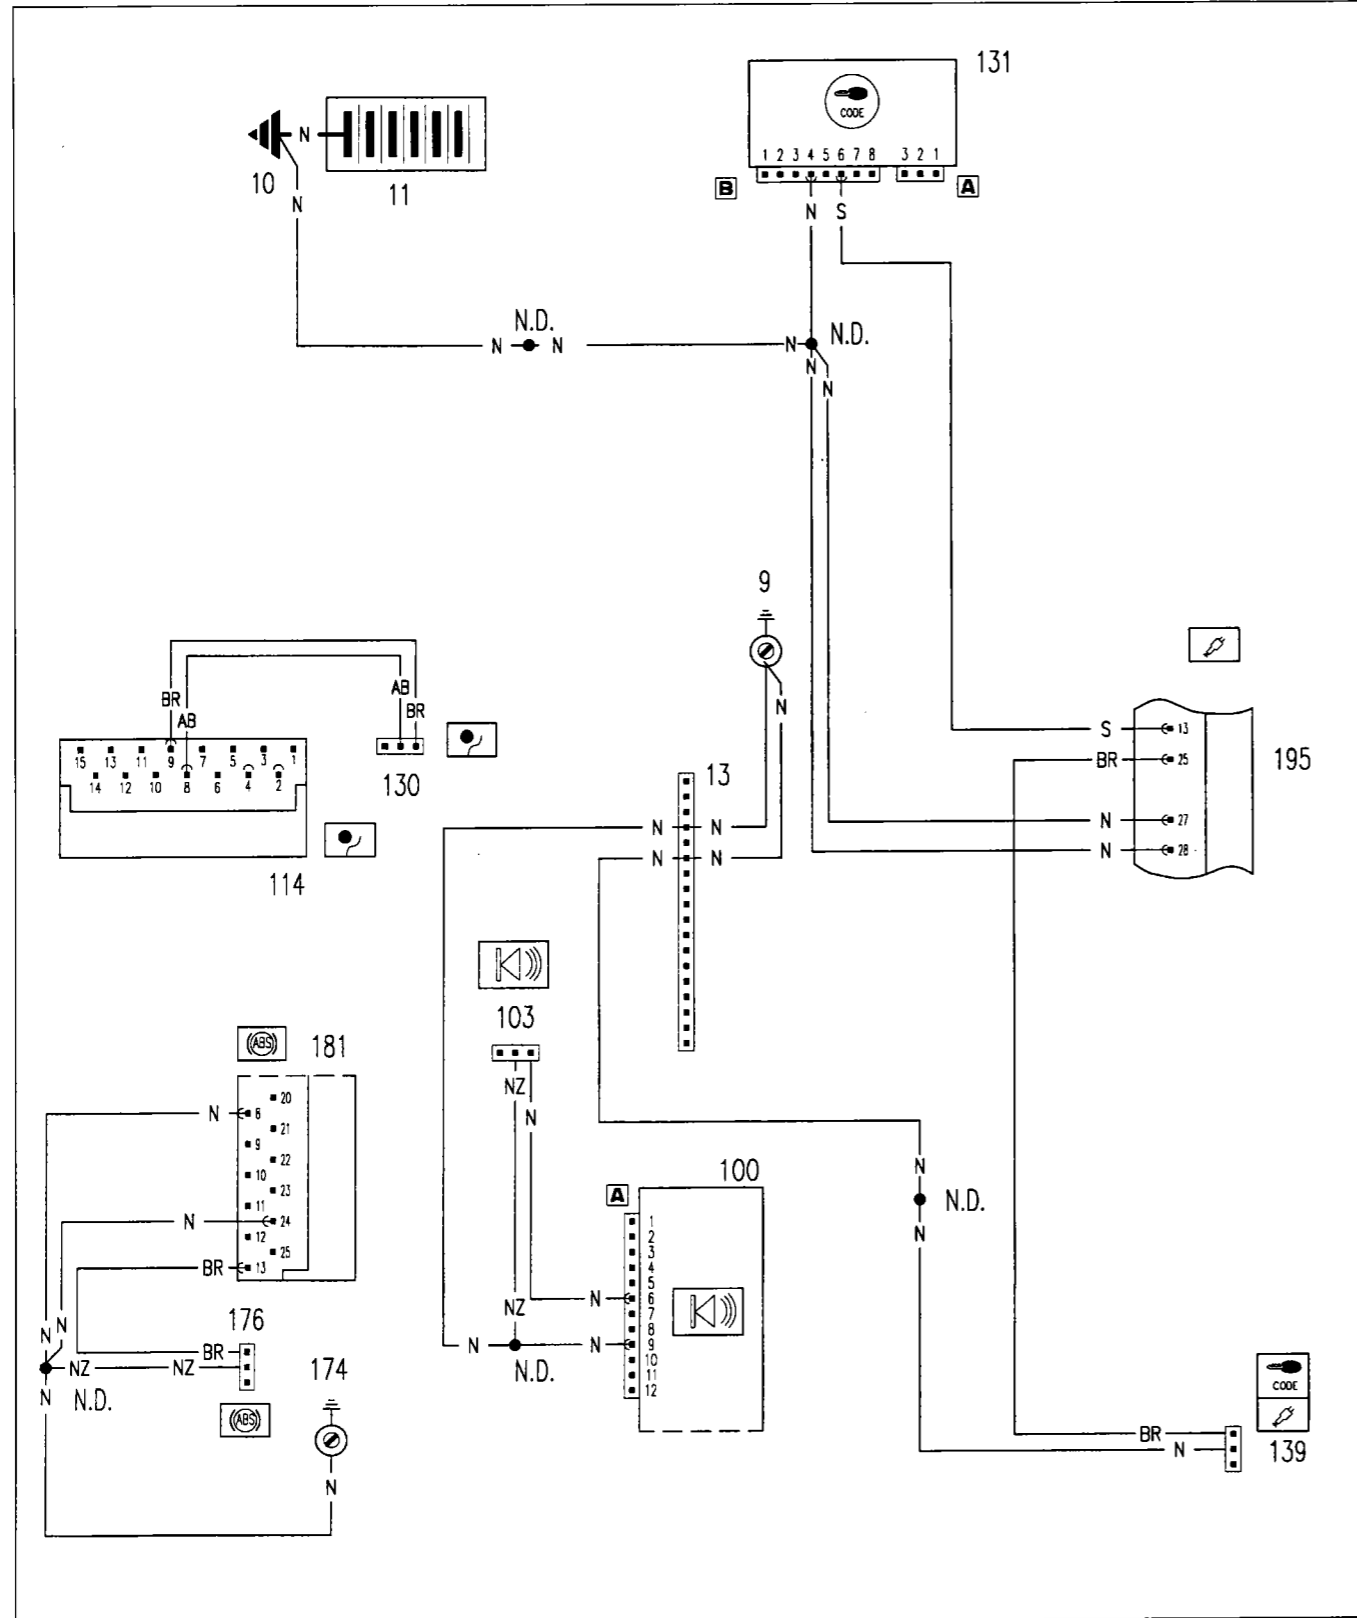 131
CODE
1 2 3 4 5 6 7 8 3 2 1
B A
N
10 11
N
N S
N.D.
N N
N N.D.
N
N
9
N
BR AB AB BR
15 13 11 9 7 5 3 1
14 12 10 8 6 4 2
130
114
13
N N
N N
S 13
BR 25
195
N 27
N 28
103
NZ
N
181
ABS
20
N 8
21
9
22
10
23
11
N 24
12
25
BR 13
176
N N
BR
NZ NZ
N N.D.
ABS
174
N
100
A
1
2
3
4
5
N 6
7
8
N 9
10
11
12
NZ
N
N.D.
N
N.D.
N
CODE
139
BR
N